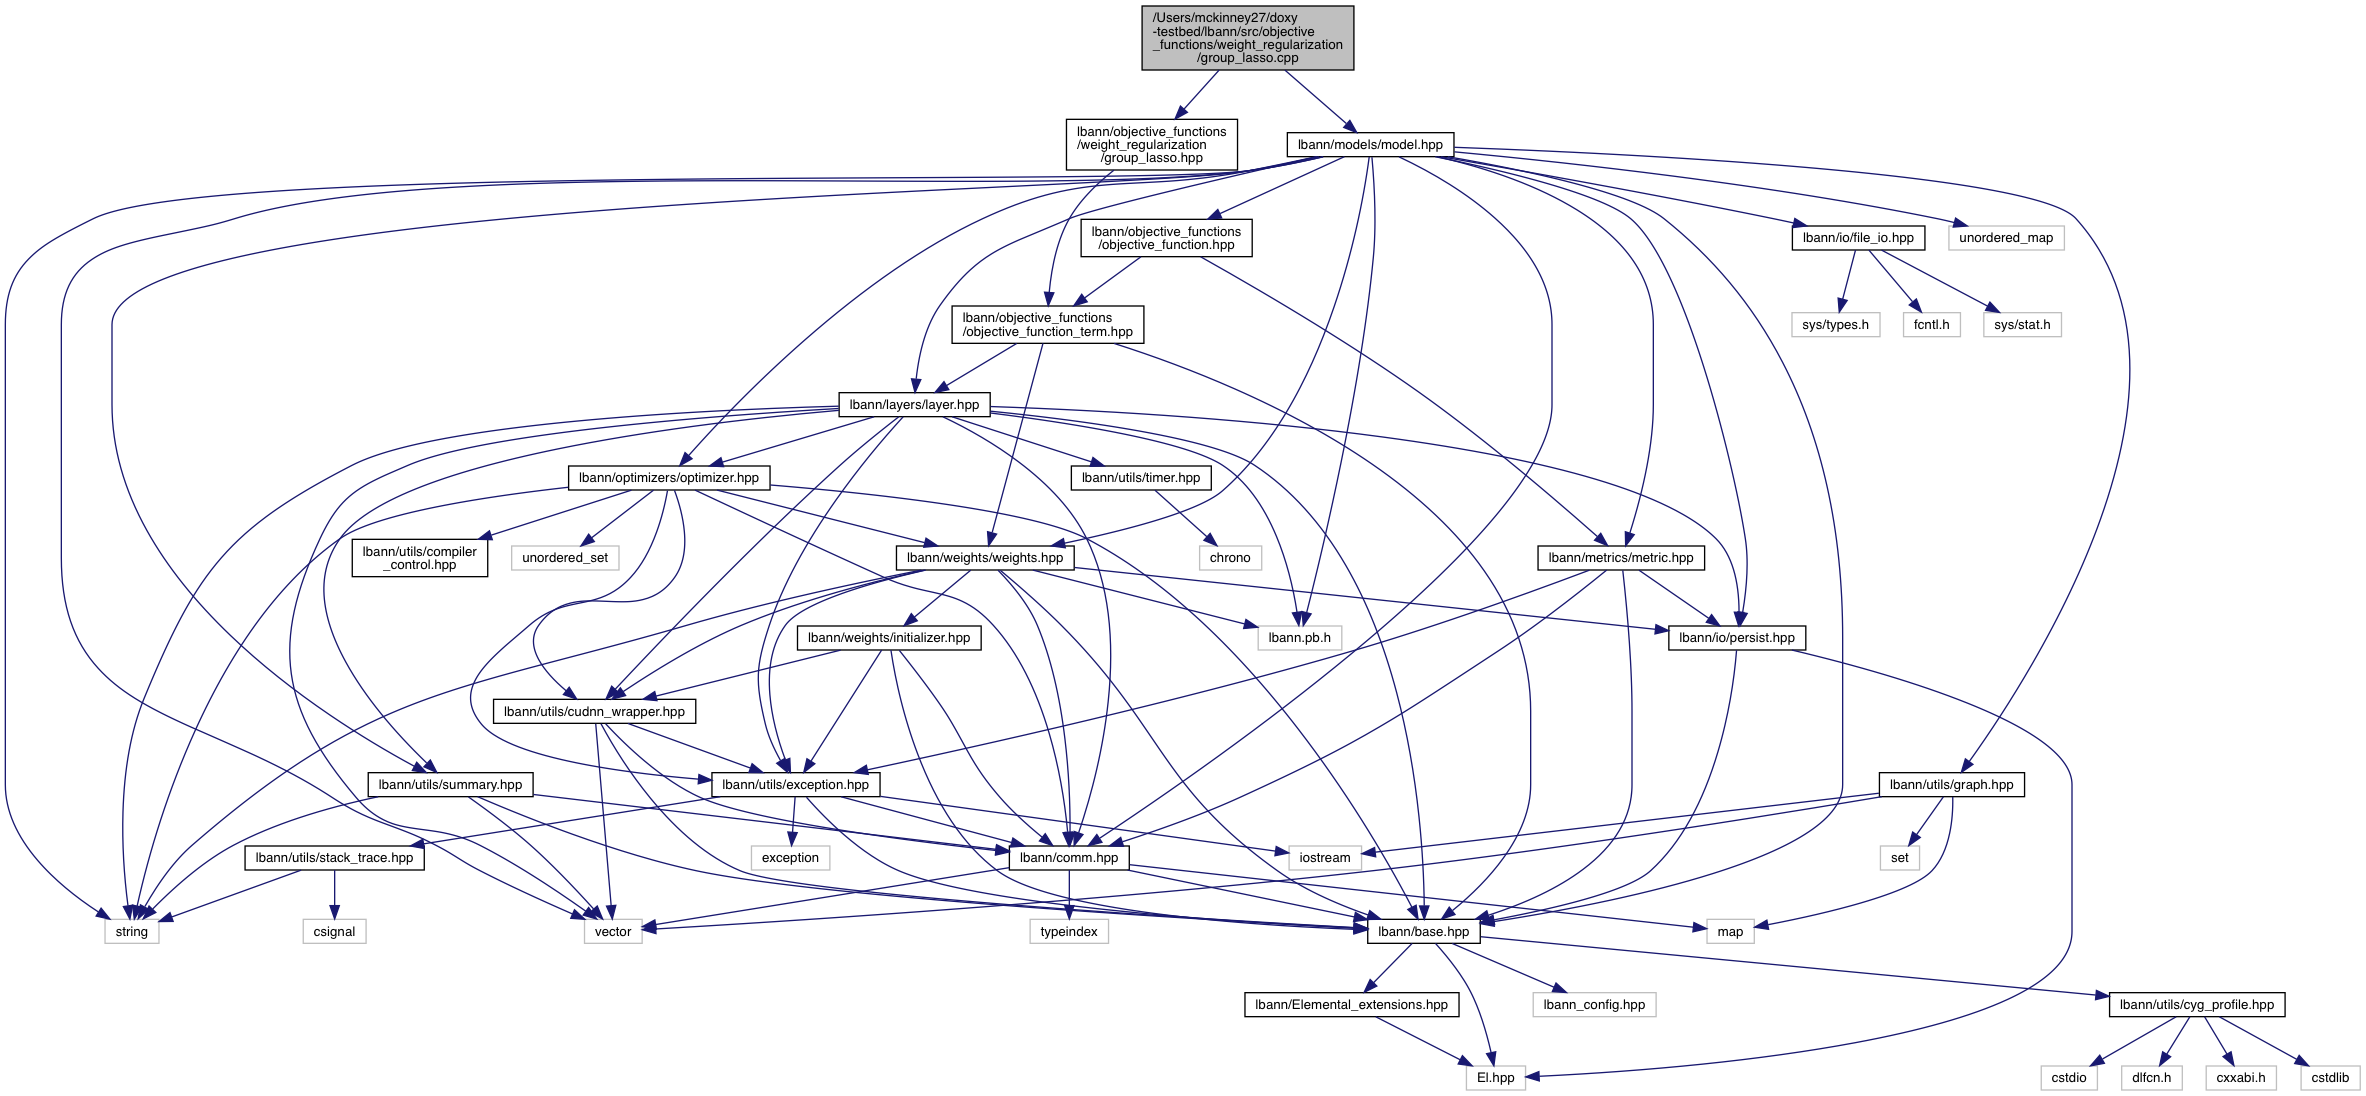 /Users/mckinney27/doxy
-testbed/lbann/src/objective
_functions/weight_regularization
/group_lasso.cpp
lbann/objective_functions
/weight_regularization
/group_lasso.hpp
lbann/models/model.hpp
lbann/objective_functions
/objective_function.hpp
lbann/io/file_io.hpp
unordered_map
lbann/objective_functions
/objective_function_term.hpp
sys/types.h
fcntl.h
sys/stat.h
lbann/layers/layer.hpp
lbann/optimizers/optimizer.hpp
lbann/utils/timer.hpp
lbann/utils/compiler
_control.hpp
unordered_set
lbann/weights/weights.hpp
chrono
lbann/metrics/metric.hpp
lbann/weights/initializer.hpp
lbann.pb.h
lbann/io/persist.hpp
lbann/utils/cudnn_wrapper.hpp
lbann/utils/summary.hpp
lbann/utils/exception.hpp
lbann/utils/graph.hpp
lbann/utils/stack_trace.hpp
exception
lbann/comm.hpp
iostream
set
string
csignal
vector
typeindex
lbann/base.hpp
map
lbann/Elemental_extensions.hpp
lbann_config.hpp
lbann/utils/cyg_profile.hpp
El.hpp
cstdio
dlfcn.h
cxxabi.h
cstdlib